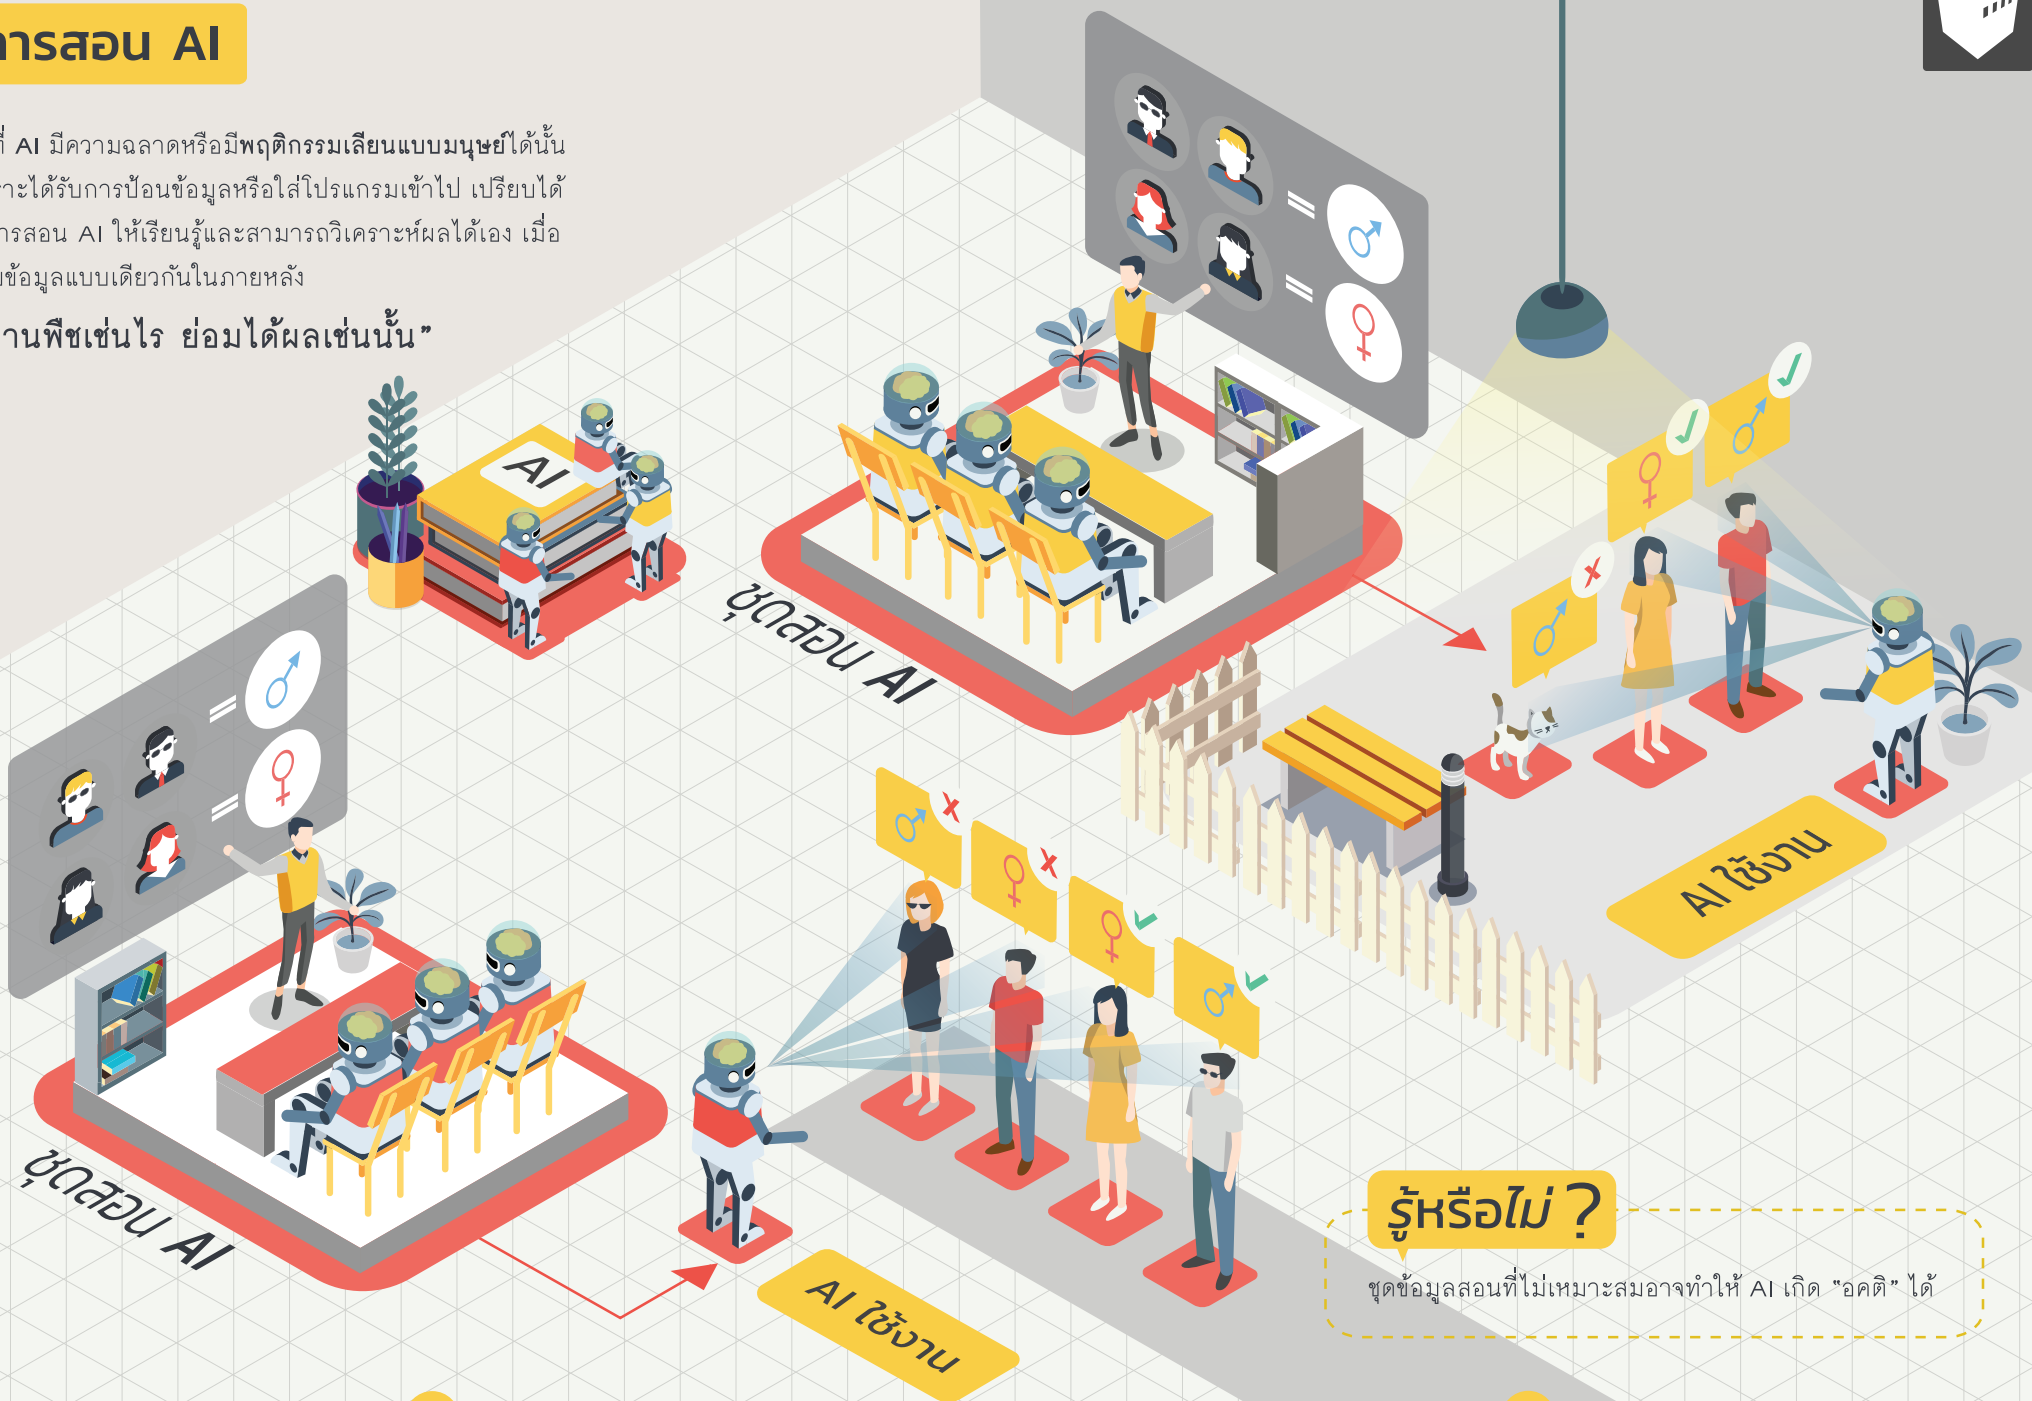 การสอน AI
ที่ AI มีความฉลาดหรือมีพฤติกรรมเลียนแบบมนุษย์ได้นั้น
ราะได้รับการป้อนข้อมูลหรือใส่โปรแกรมเข้าไป เปรียบได้
ารสอน AI ให้เรียนรู้และสามารถวิเคราะห์ผลได้เอง เมื่อ
ข้อมูลแบบเดียวกันในภายหลัง
านพืชเช่นไร ย่อมได้ผลเช่นนั้น”
AI
ชุดสอน AI
AI ใช้งาน
ชุดสอน AI
AI ใช้งาน
รู้หรือไม่ ?
ชุดข้อมูลสอนที่ไม่เหมาะสมอาจทำให้ AI เกิด “อคติ” ได้